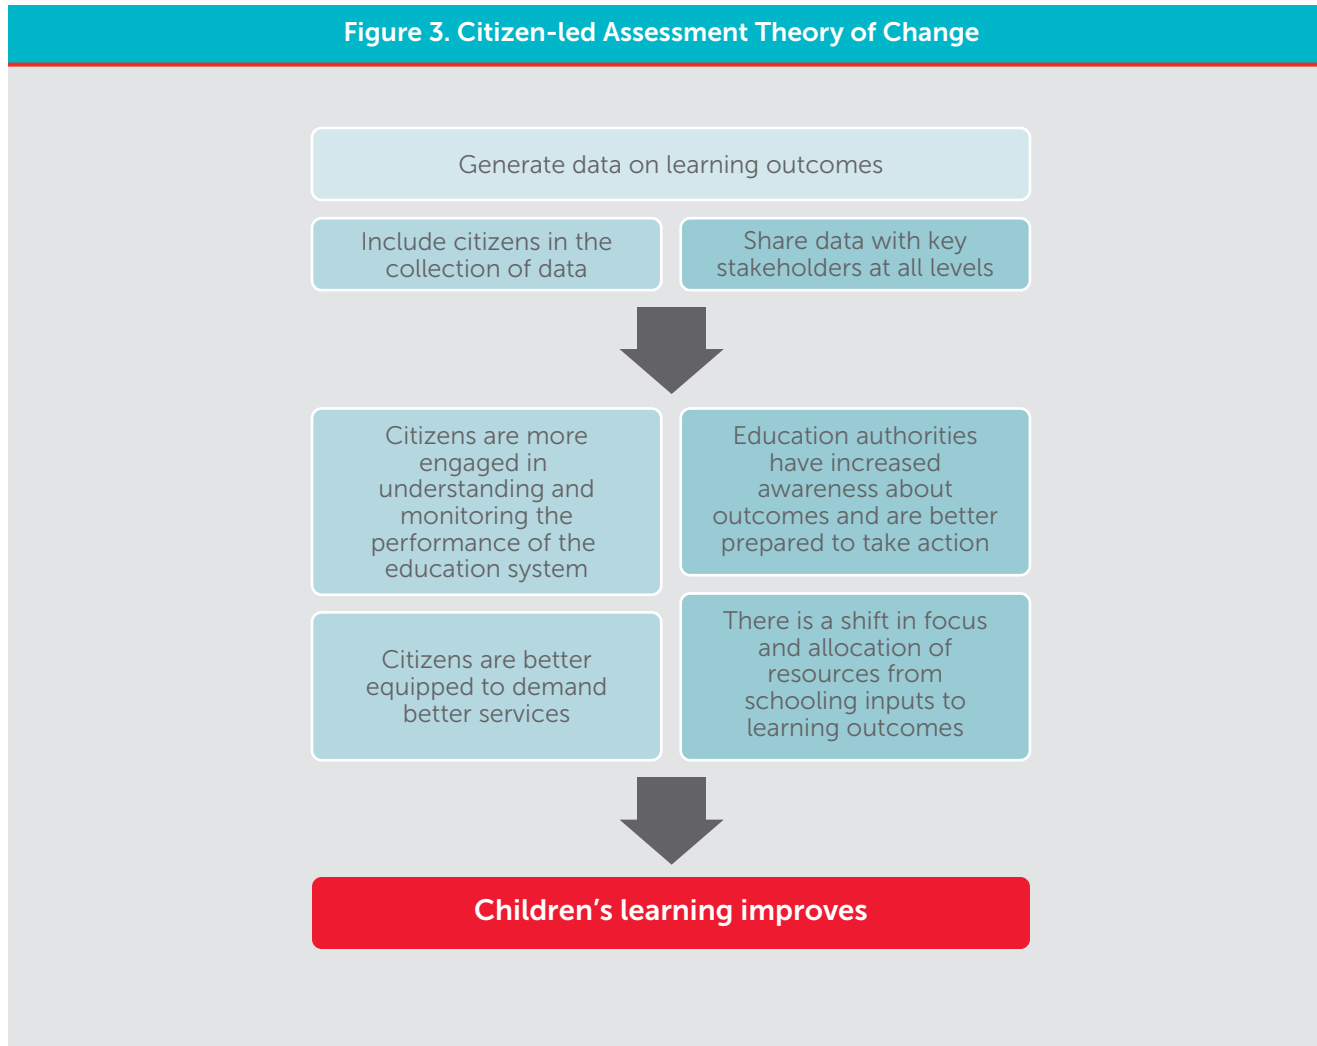 Figure 3. Citizen-led Assessment Theory of Change
Generate data on learning outcomes
Include citizens in the
collection of data
Share data with key
stakeholders at all levels
Citizens are more
engaged in
understanding and
monitoring the
performance of the
education system
Education authorities
have increased
awareness about
outcomes and are better
prepared to take action
Citizens are better
equipped to demand
better services
There is a shift in focus
and allocation of
resources from
schooling inputs to
learning outcomes
Children’s learning improves